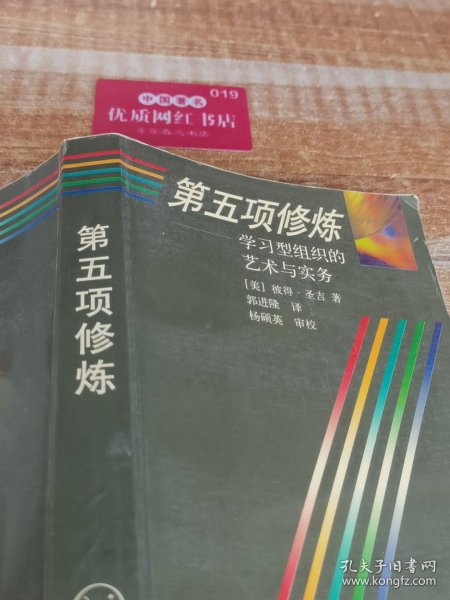 中国著名
019
优质网红书店
第五项修炼
学习型组织的
艺术与实务
[美] 彼得·圣吉 著
郭进隆 译
杨硕英 审校
第五项修炼
孔夫子旧书网
www.kongfz.com